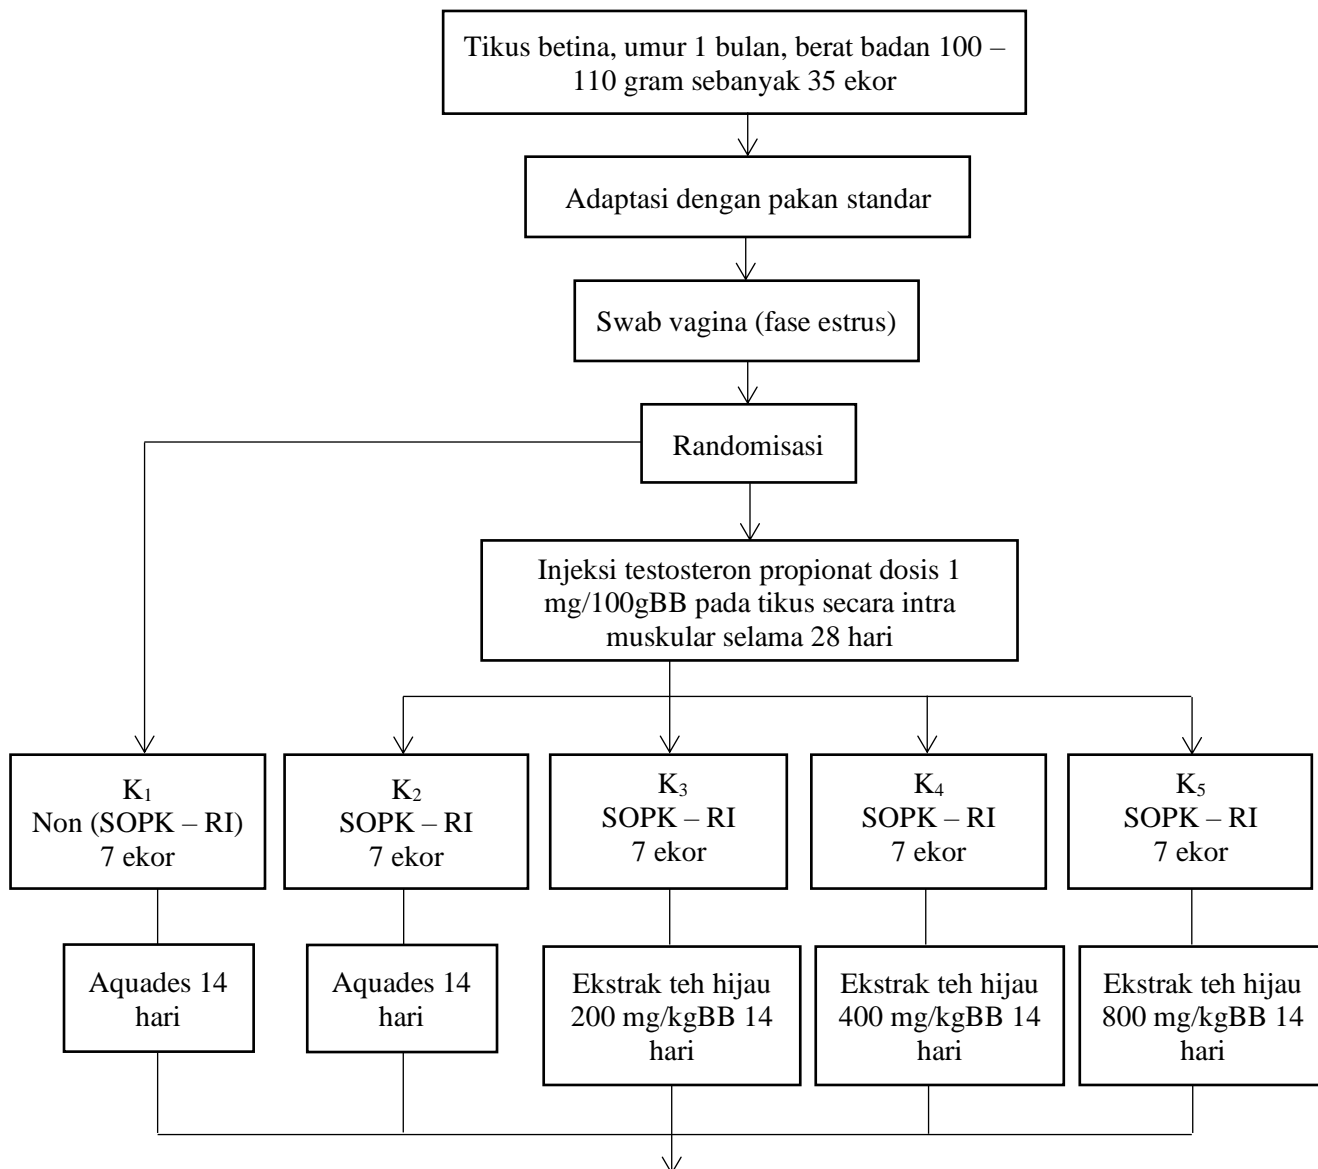 Tikus betina, umur 1 bulan, berat badan 100 –
110 gram sebanyak 35 ekor
Adaptasi dengan pakan standar
Swab vagina (fase estrus)
Randomisasi
Injeksi testosteron propionat dosis 1
mg/100gBB pada tikus secara intra
muskular selama 28 hari
K₁
Non (SOPK – RI)
7 ekor
K₂
SOPK – RI
7 ekor
K₃
SOPK – RI
7 ekor
K₄
SOPK – RI
7 ekor
K₅
SOPK – RI
7 ekor
Aquades 14
hari
Aquades 14
hari
Ekstrak teh hijau
200 mg/kgBB 14
hari
Ekstrak teh hijau
400 mg/kgBB 14
hari
Ekstrak teh hijau
800 mg/kgBB 14
hari